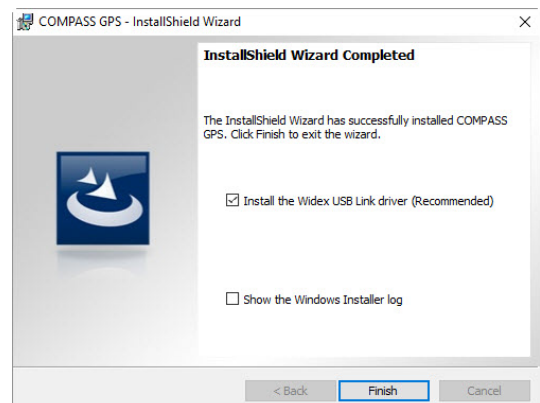 COMPASS GPS - InstallShield Wizard
InstallShield Wizard Completed
The InstallShield Wizard has successfully installed COMPASS
GPS. Click Finish to exit the wizard.
Install the Widex USB Link driver (Recommended)
Show the Windows Installer log
< Back Finish Cancel